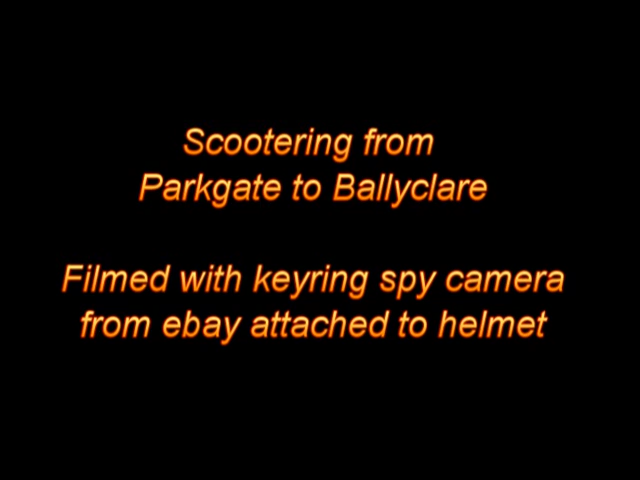 Scootering from
Parkgate to Ballyclare
Filmed with keyring spy camera
from ebay attached to helmet